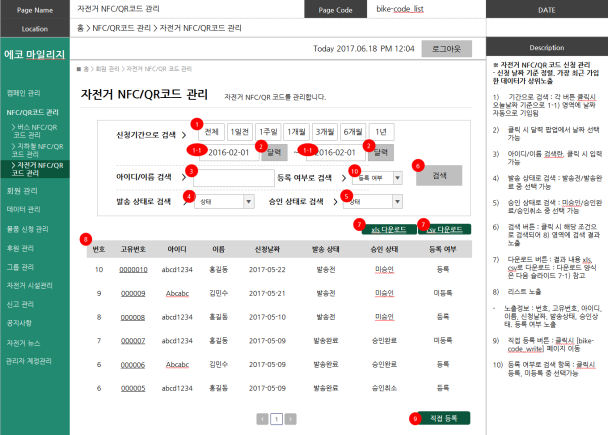 Page Name
자전거 NFC/QR코드 관리
Page Code
bike-code_list
DATE
Location
홈 > NFC/QR코드 관리 > 자전거 NFC/QR코드 관리
에코 마일리지
Today 2017.06.18 PM 12:04
로그아웃
Description
■ 홈 > 회원 관리 > 자전거 NFC/QR코드 관리
자전거 NFC/QR코드 관리
자전거 NFC/QR 코드를 관리합니다.
캠페인 관리
NFC/QR코드 관리
> 버스 NFC/QR
코드 관리
> 지하철 NFC/QR
코드 관리
> 자전거 NFC/QR
코드 관리
회원 관리
데이터 관리
물품 신청 관리
후원 관리
그룹 관리
자전거 시설관리
신고 관리
공지사항
자전거 뉴스
관리자 계정관리
신청기간으로 검색 >
1
전체
1일전
1주일
1개월
3개월
6개월
1년
1-1
2016-02-01
2
달력
~
1-1
2016-02-01
2
달력
아이디/이름 검색 >
3
등록 여부로 검색 >
10
등록 여부
6
검색
발송 상태로 검색 >
4
상태
승인 상태로 검색 >
5
상태
7
xls 다운로드
7
csv 다운로드
8
번호 고유번호 아이디 이름 신청날짜 발송 상태 승인 상태 등록 여부
10 0000010 abcd1234 홍길동 2017-05-22 발송전 미승인 등록
9 000009 Abcabc 김민수 2017-05-21 발송전 미승인 미등록
8 000008 abcd1234 홍길동 2017-05-10 발송전 미승인 등록
7 000007 abcd1234 홍길동 2017-05-09 발송완료 승인완료 미등록
6 000006 Abcabc 김민수 2017-05-09 발송완료 승인완료 등록
6 000005 abcd1234 홍길동 2017-05-09 발송완료 승인취소 등록
< 1 >
9
직접 등록
※ 자전거 NFC/QR 코드 신청 관리
- 신청 날짜 기준 정렬, 가장 최근 가입
한 데이터가 상위노출
1) 기간으로 검색 : 각 버튼 클릭시
오늘날짜 기준으로 1-1) 영역에 날짜
자동으로 기입됨
2) 클릭 시 달력 팝업에서 날짜 선택
가능
3) 아이디/이름 검색란, 클릭 시 입력
가능
4) 발송 상태로 검색 : 발송전/발송완
료 중 선택 가능
5) 승인 상태로 검색 : 미승인/승인완
료/승인취소 중 선택 가능
6) 검색 버튼 : 클릭시 해당 조건으
로 검색되어 8) 영역에 검색 결과
노출
7) 다운로드 버튼 : 결과 내용 xls,
csv로 다운로드 : 다운로드 양식
은 다음 슬라이드 7-1) 참고
8) 리스트 노출
- 노출정보 : 번호, 고유번호, 아이디,
이름, 신청날짜, 발송상태, 승인상
태, 등록 여부 노출
9) 직접 등록 버튼 : 클릭시 [bike-
code_write] 페이지 이동
10) 등록 여부로 검색 항목 : 클릭시
등록, 미등록 중 선택가능